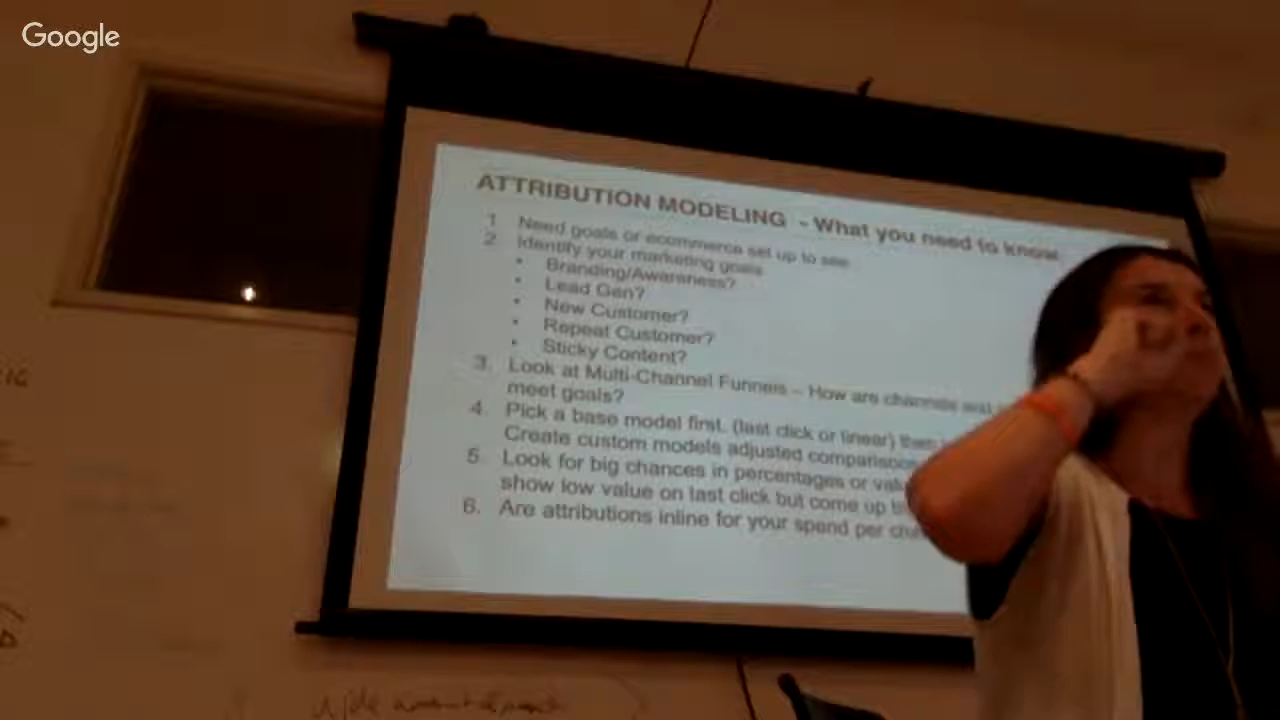 Google
ATTRIBUTION MODELING - What you need to know
1 Need goals or ecommerce set up to see
2. Identify your marketing goals
• Branding/Awareness?
• Lead Gen?
• New Customer?
• Repeat Customer?
• Sticky Content?
3. Look at Multi-Channel Funnels – How are channels
meet goals?
4. Pick a base model first. (last click or linear) then
Create custom models adjusted comparison
5. Look for big chances in percentages or
show low value on last click but come up
6. Are attributions inline for your spend per